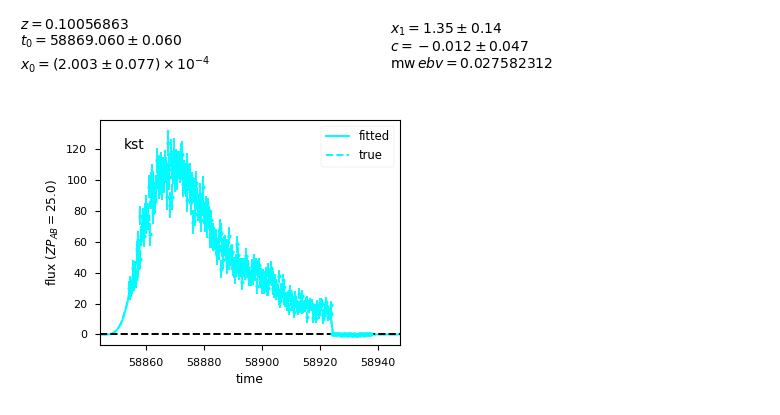 z = 0.10056863
t₀ = 58869.060 ± 0.060
x₀ = (2.003 ± 0.077) × 10⁻⁴
x₁ = 1.35 ± 0.14
c = −0.012 ± 0.047
mw ebv = 0.027582312
kst
fitted
true
120
100
80
60
40
20
0
flux (ZP_AB = 25.0)
58860 58880 58900 58920 58940
time